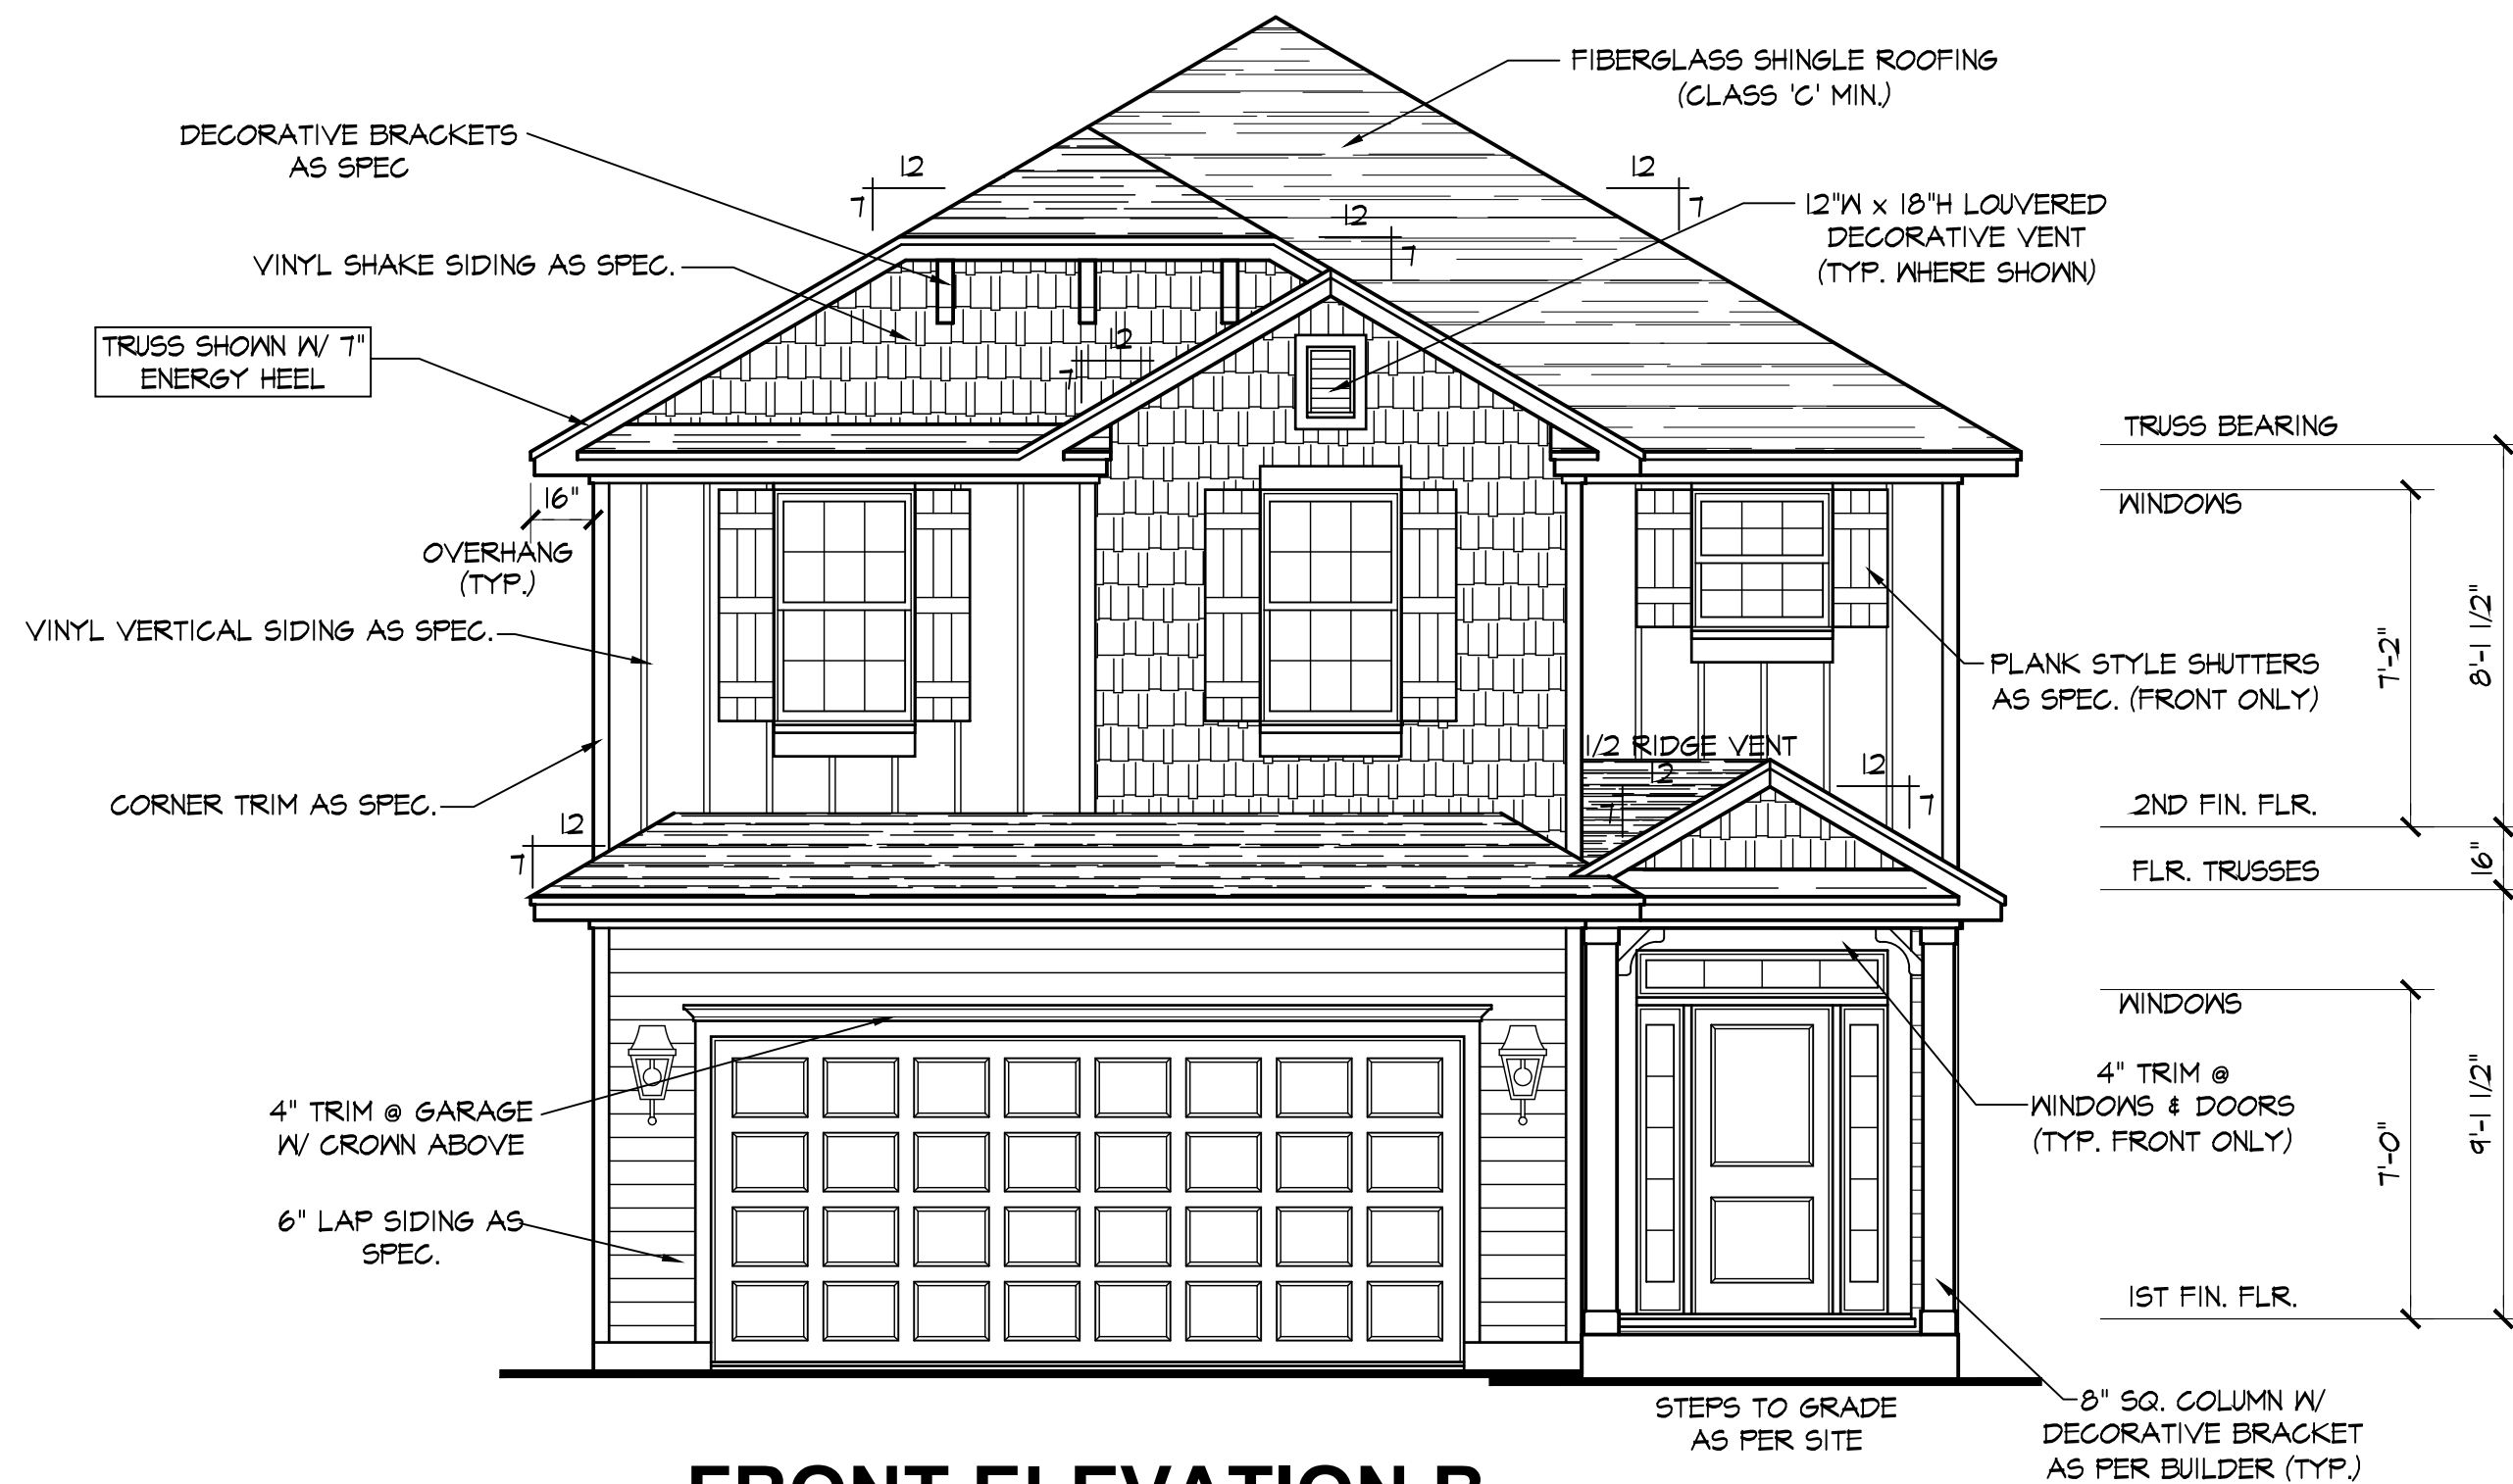 FIBERGLASS SHINGLE ROOFING
(CLASS 'C' MIN.)
DECORATIVE BRACKETS
AS SPEC
12
7
12
7
12"W x 18"H LOUVERED
DECORATIVE VENT
(TYP. WHERE SHOWN)
12
7
VINYL SHAKE SIDING AS SPEC.
TRUSS SHOWN W/ 7"
ENERGY HEEL
12
7
TRUSS BEARING
WINDOWS
16"
OVERHANG
(TYP.)
VINYL VERTICAL SIDING AS SPEC.
PLANK STYLE SHUTTERS
AS SPEC. (FRONT ONLY)
7'-2"
8'-1 1/2"
1/2 RIDGE VENT
12
7
12
7
CORNER TRIM AS SPEC.
12
7
2ND FIN. FLR.
FLR. TRUSSES
16"
WINDOWS
4" TRIM @ GARAGE
W/ CROWN ABOVE
4" TRIM @
WINDOWS & DOORS
(TYP. FRONT ONLY)
7'-0"
9'-1 1/2"
6" LAP SIDING AS
SPEC.
1ST FIN. FLR.
STEPS TO GRADE
AS PER SITE
8" SQ. COLUMN W/
DECORATIVE BRACKET
AS PER BUILDER (TYP.)
FRONT ELEVATION B